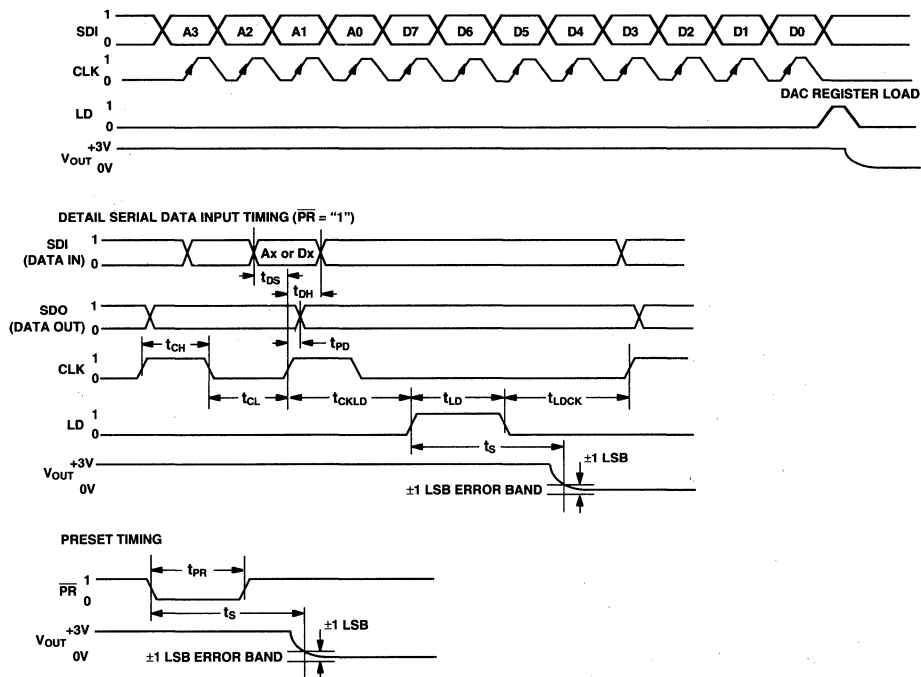 1
SDI A3 A2 A1 A0 D7 D6 D5 D4 D3 D2 D1 D0
0
1
CLK
0
DAC REGISTER LOAD
1
LD
0
+3V
VOUT
0V
DETAIL SERIAL DATA INPUT TIMING (PR = "1")
SDI 1
(DATA IN) 0
Ax or Dx
tDS
tDH
SDO 1
(DATA OUT) 0
tCH
tPD
1
CLK
0
tCL tCKLD tLD tLDCK
1
LD
0
tS
+3V
VOUT
0V
±1 LSB
±1 LSB ERROR BAND
PRESET TIMING
tPR
1
PR
0
tS
VOUT +3V
0V
±1 LSB
±1 LSB ERROR BAND